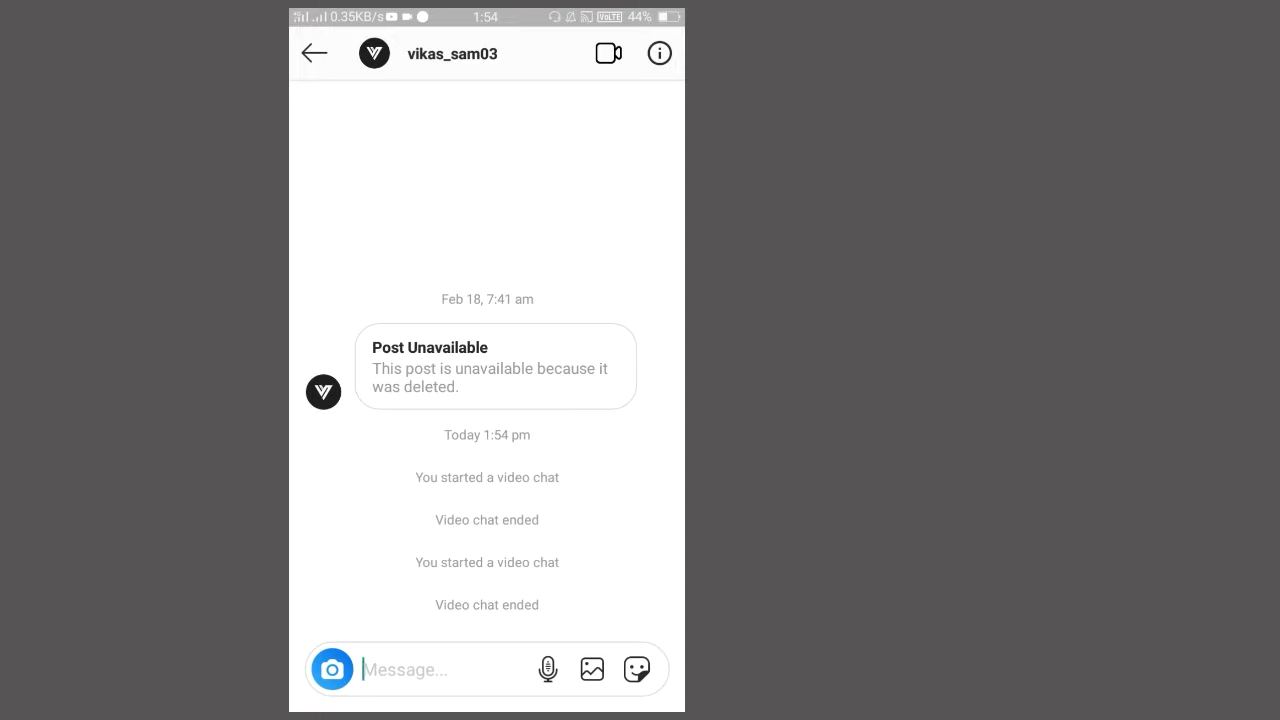 0.35KB/s 1:54 VoLTE 44%
vikas_sam03
Feb 18, 7:41 am
Post Unavailable
This post is unavailable because it
was deleted.
Today 1:54 pm
You started a video chat
Video chat ended
You started a video chat
Video chat ended
Message...